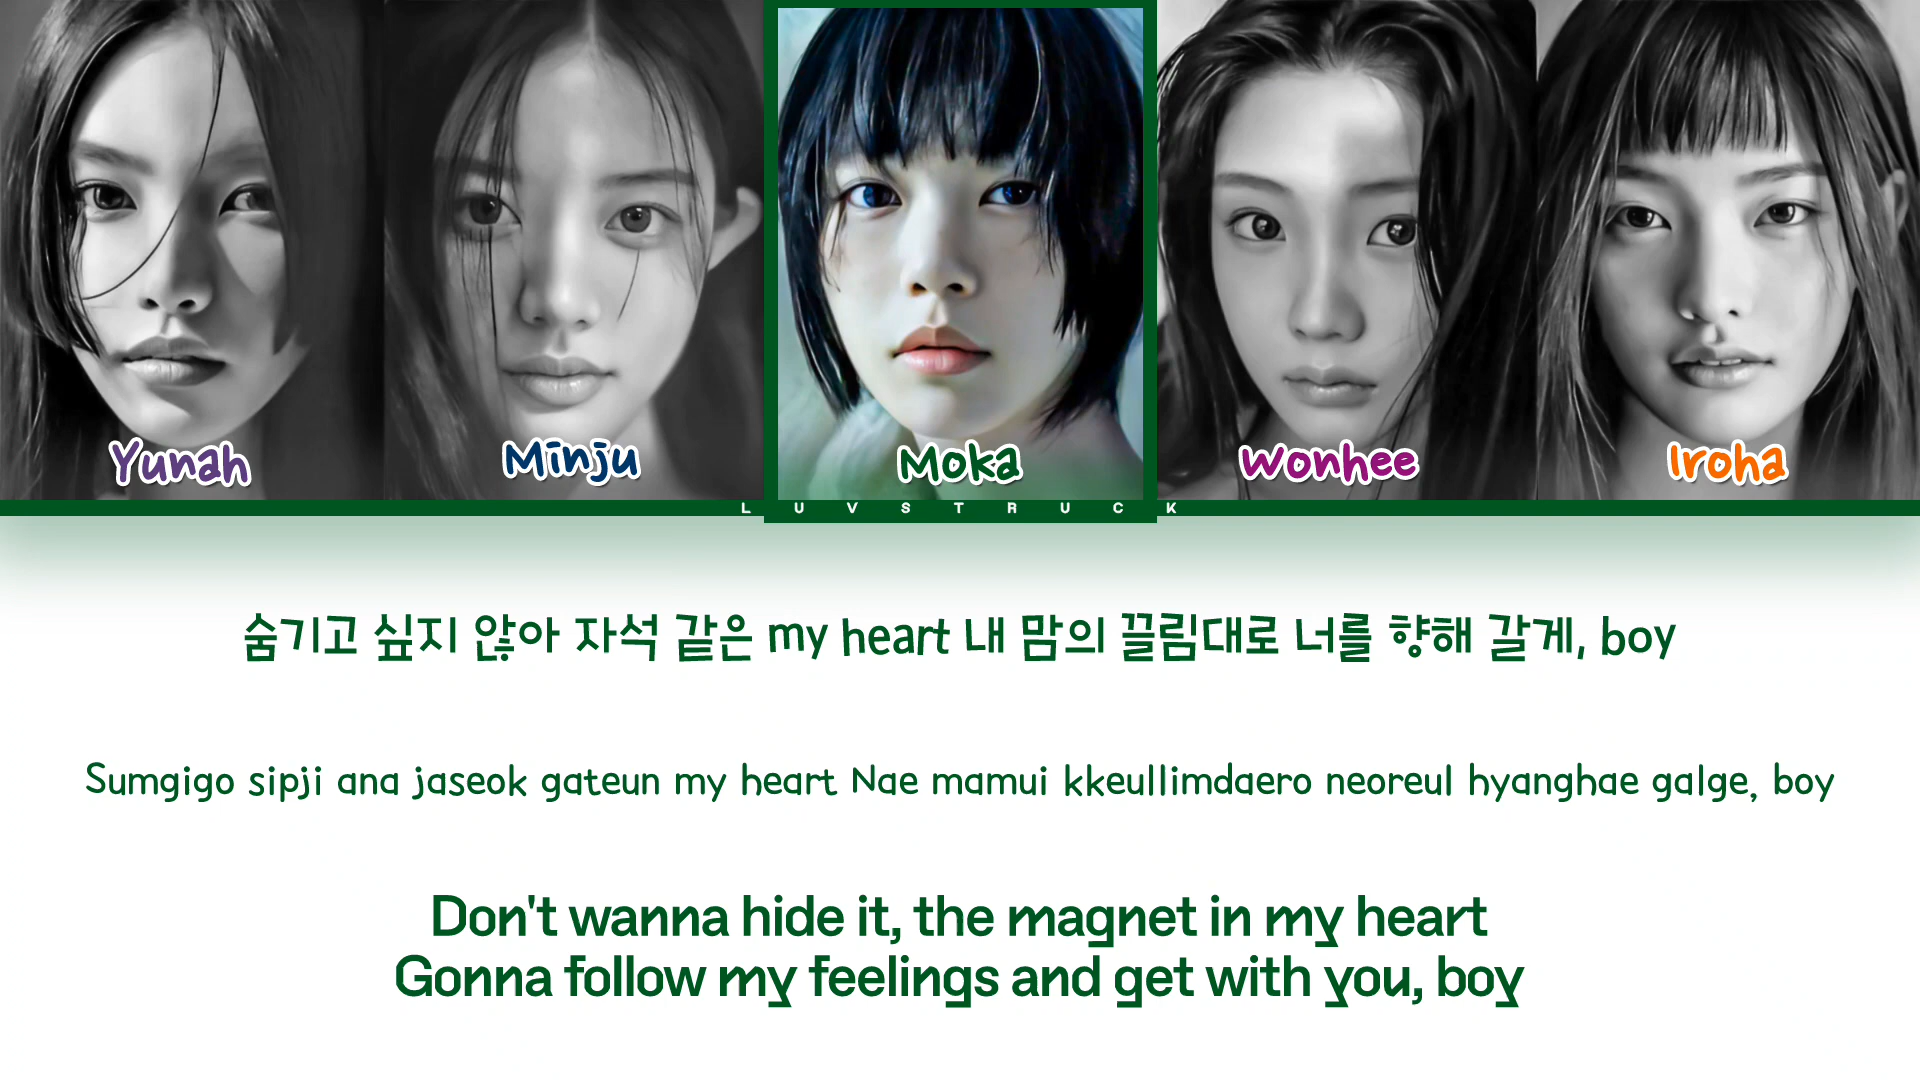 Yunah
Minju
Moka
Wonhee
Iroha
LUVSTRUCK
숨기고 싶지 않아 자석 같은 my heart 내 맘의 끌림대로 너를 향해 갈게, boy
Sumgigo sipji ana jaseok gateun my heart Nae mamui kkeullimdaero neoreul hyanghae galge, boy
Don't wanna hide it, the magnet in my heart
Gonna follow my feelings and get with you, boy